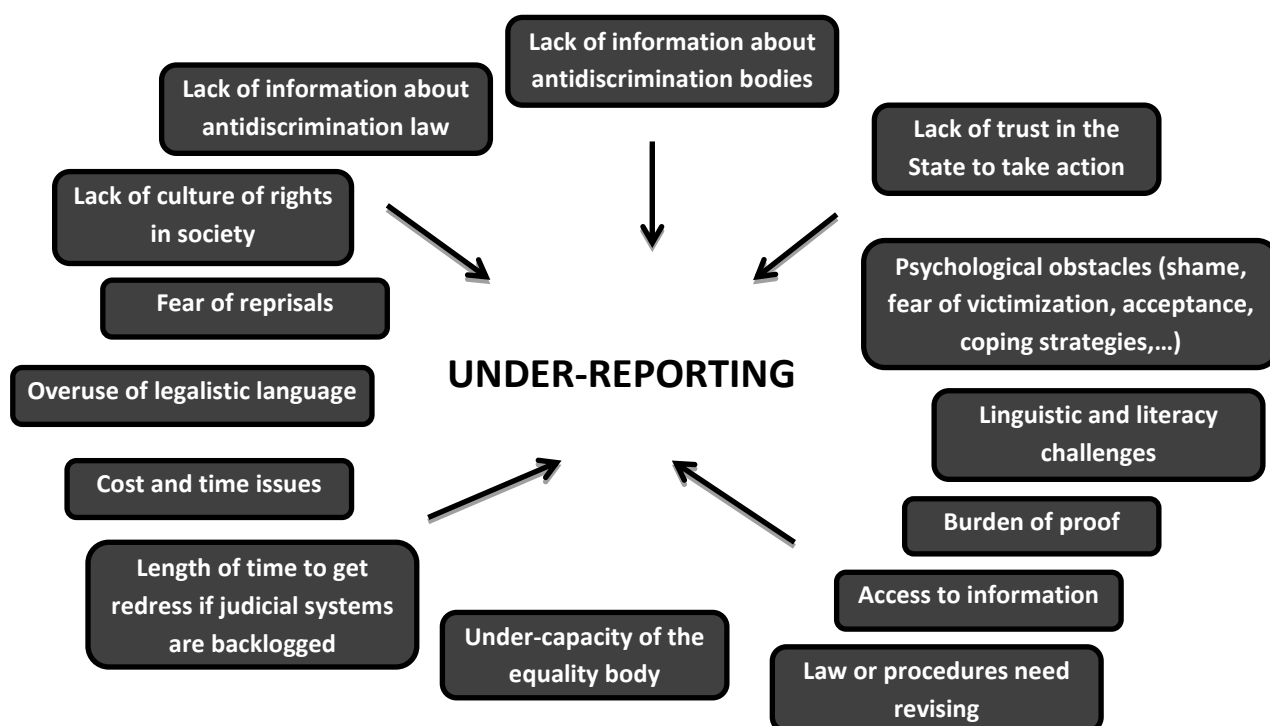 Lack of information about
antidiscrimination bodies
Lack of information about
antidiscrimination law
Lack of trust in the
State to take action
Lack of culture of rights
in society
Psychological obstacles (shame,
fear of victimization, acceptance,
coping strategies,…)
Fear of reprisals
UNDER-REPORTING
Overuse of legalistic language
Linguistic and literacy
challenges
Cost and time issues
Burden of proof
Length of time to get
redress if judicial systems
are backlogged
Access to information
Under-capacity of the
equality body
Law or procedures need
revising